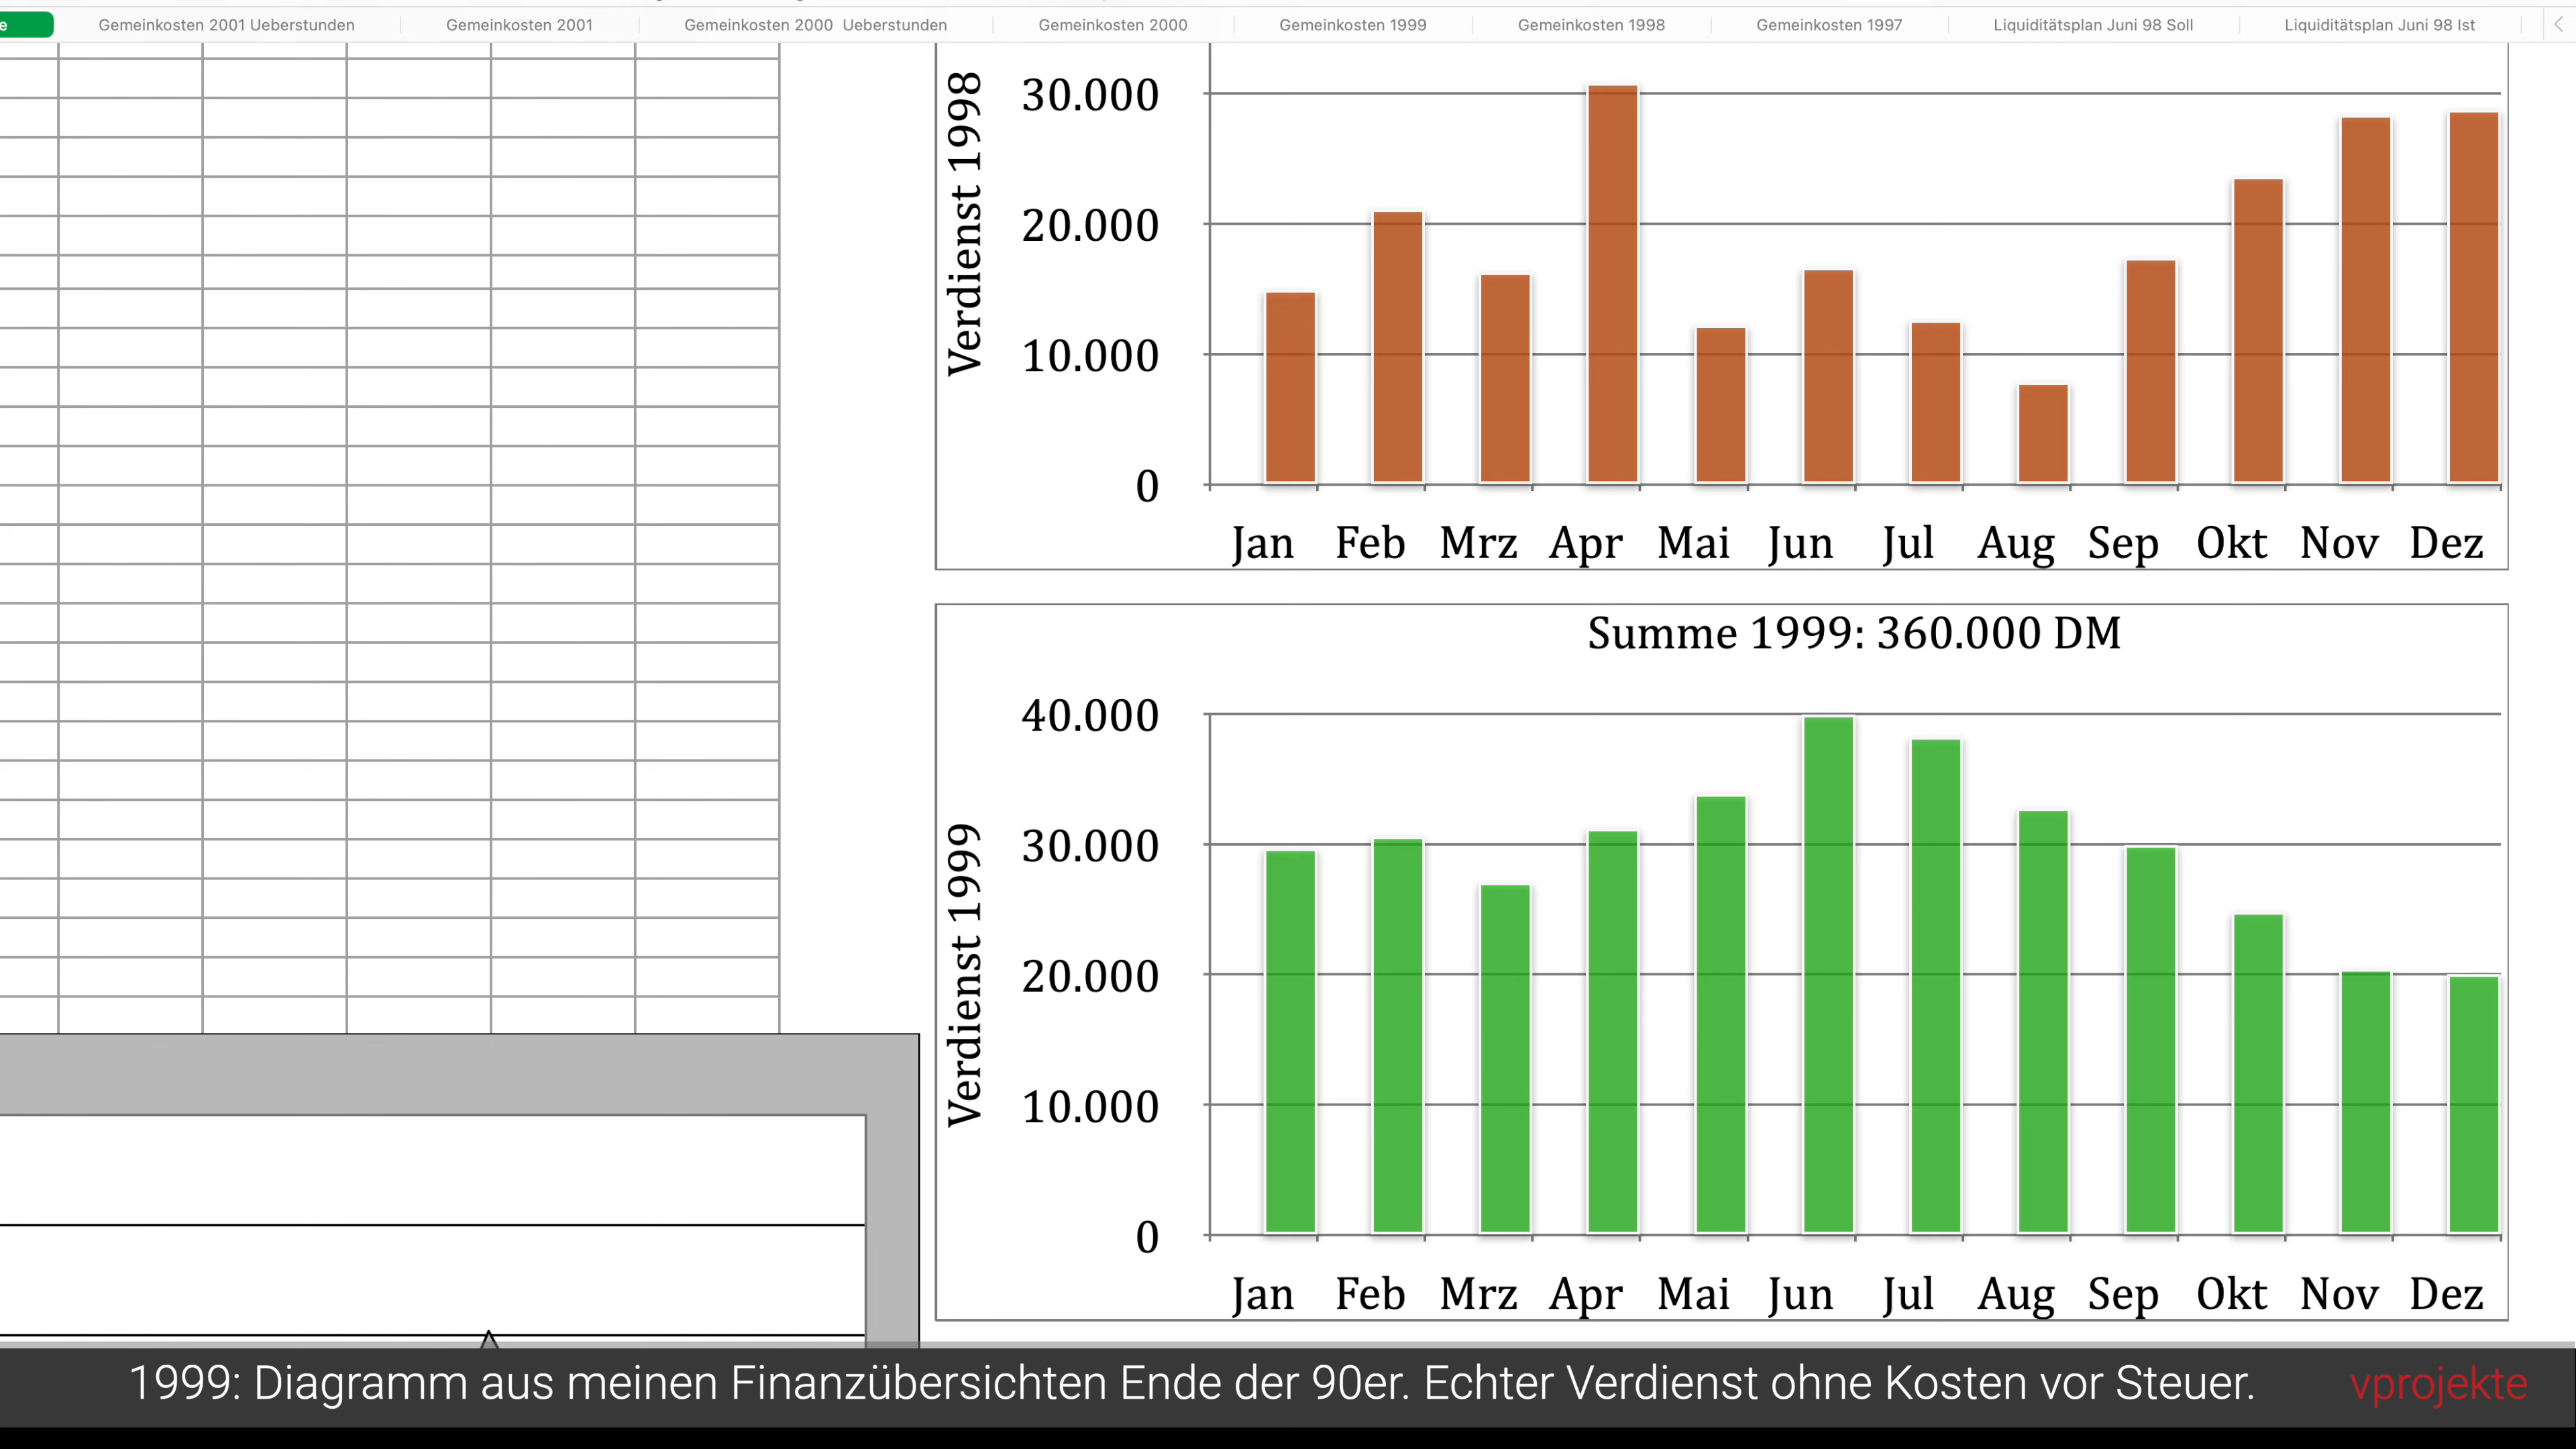 e
Gemeinkosten 2001 Ueberstunden
Gemeinkosten 2001
Gemeinkosten 2000 Ueberstunden
Gemeinkosten 2000
Gemeinkosten 1999
Gemeinkosten 1998
Gemeinkosten 1997
Liquiditätsplan Juni 98 Soll
Liquiditätsplan Juni 98 Ist
Verdienst 1998
30.000
20.000
10.000
0
Jan Feb Mrz Apr Mai Jun Jul Aug Sep Okt Nov Dez
Summe 1999: 360.000 DM
Verdienst 1999
40.000
30.000
20.000
10.000
0
Jan Feb Mrz Apr Mai Jun Jul Aug Sep Okt Nov Dez
1999: Diagramm aus meinen Finanzübersichten Ende der 90er. Echter Verdienst ohne Kosten vor Steuer.
vprojekte